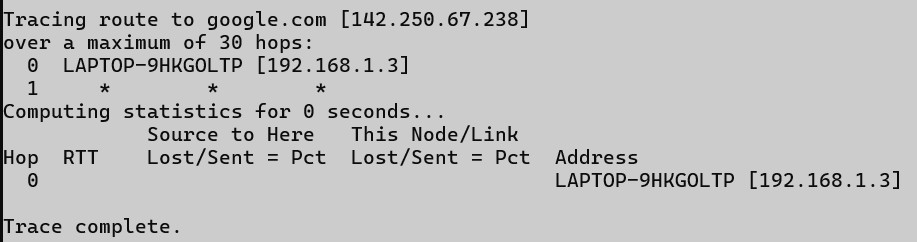 Tracing route to google.com [142.250.67.238]
over a maximum of 30 hops:
  0  LAPTOP-9HKGOLTP [192.168.1.3]
  1     *        *        *
Computing statistics for 0 seconds...
            Source to Here   This Node/Link
Hop  RTT    Lost/Sent = Pct  Lost/Sent = Pct  Address
  0                                           LAPTOP-9HKGOLTP [192.168.1.3]
Trace complete.